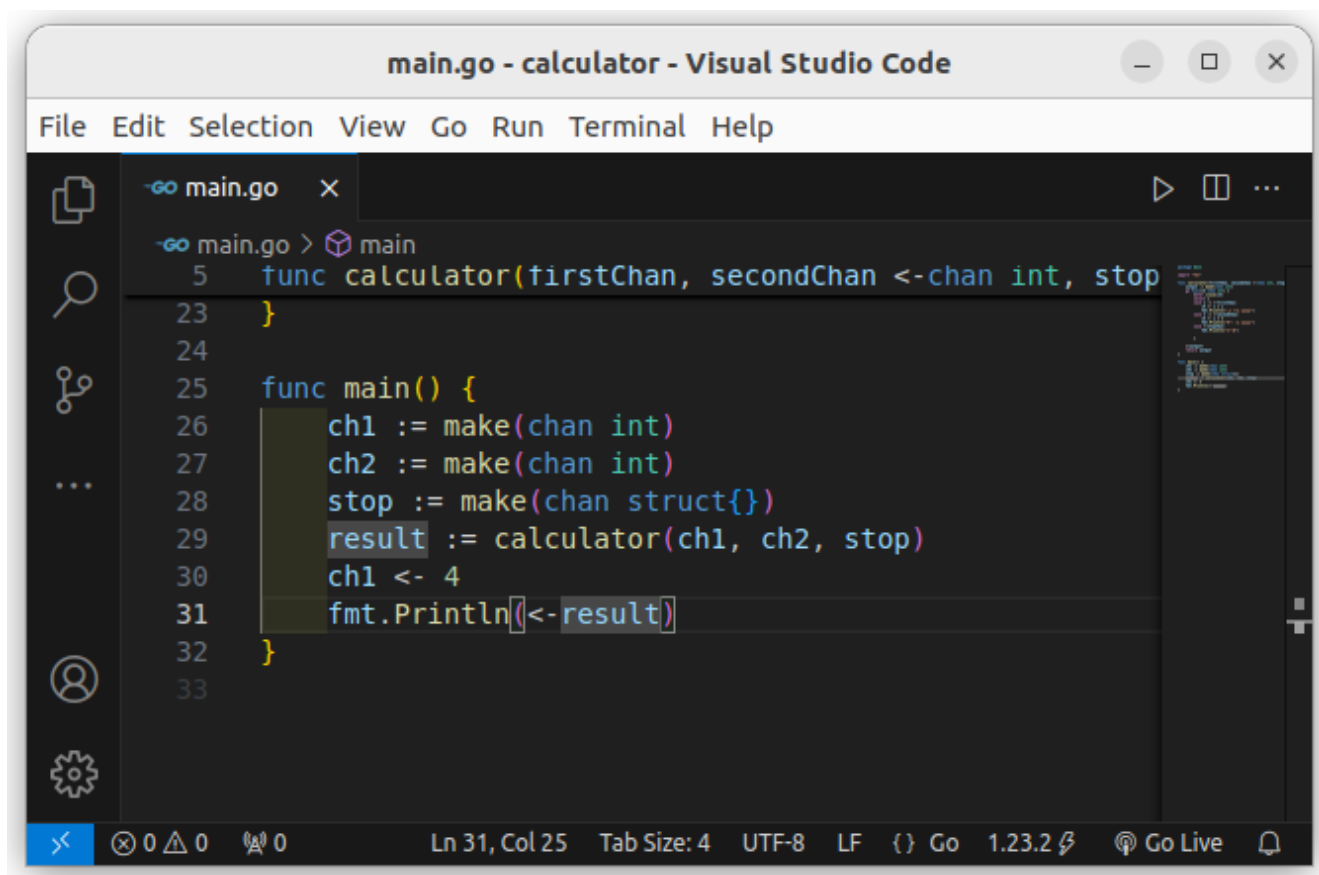 main.go - calculator - Visual Studio Code
File Edit Selection View Go Run Terminal Help
GO main.go ×
GO main.go > main
5 func calculator(firstChan, secondChan <-chan int, stop
23 }
24
25 func main() {
26 ch1 := make(chan int)
27 ch2 := make(chan int)
28 stop := make(chan struct{})
29 result := calculator(ch1, ch2, stop)
30 ch1 <- 4
31 fmt.Println(<-result)
32 }
33
0 0 0 Ln 31, Col 25 Tab Size: 4 UTF-8 LF {} Go 1.23.2 Go Live